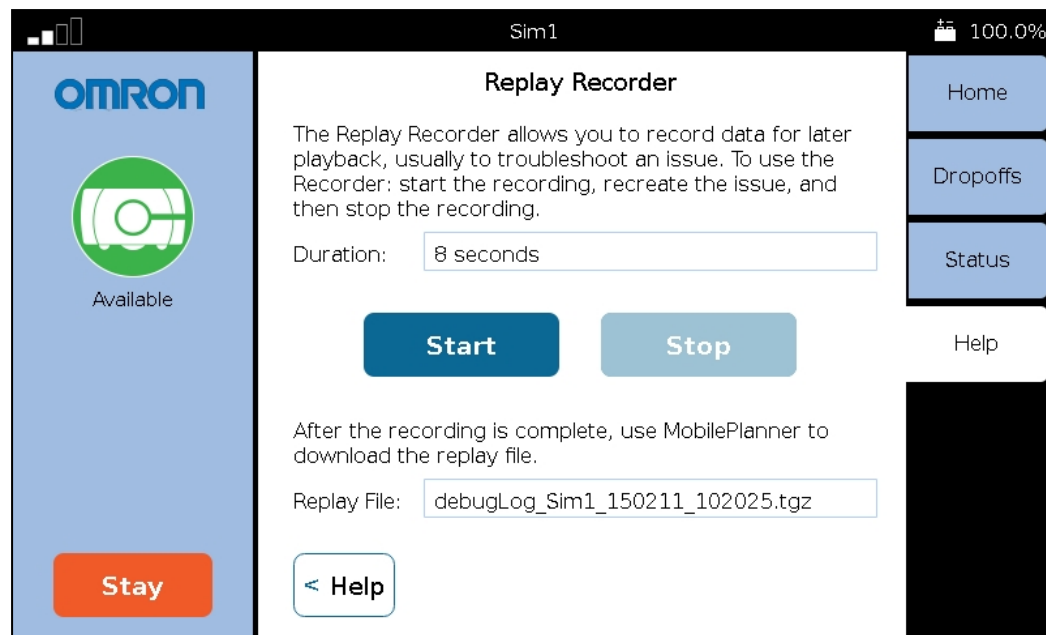 Sim1
100.0%
OMRON
Available
Stay
Replay Recorder
The Replay Recorder allows you to record data for later
playback, usually to troubleshoot an issue. To use the
Recorder: start the recording, recreate the issue, and
then stop the recording.
Duration: 8 seconds
Start Stop
After the recording is complete, use MobilePlanner to
download the replay file.
Replay File: debugLog_Sim1_150211_102025.tgz
< Help
Home
Dropoffs
Status
Help